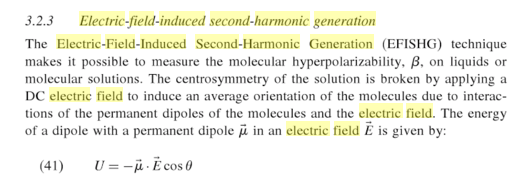 3.2.3 Electric-field-induced second-harmonic generation
The Electric-Field-Induced Second-Harmonic Generation (EFISHG) technique
makes it possible to measure the molecular hyperpolarizability, β, on liquids or
molecular solutions. The centrosymmetry of the solution is broken by applying a
DC electric field to induce an average orientation of the molecules due to interac-
tions of the permanent dipoles of the molecules and the electric field. The energy
of a dipole with a permanent dipole μ⃗ in an electric field E⃗ is given by:
(41) U = −μ⃗ · E⃗ cos θ